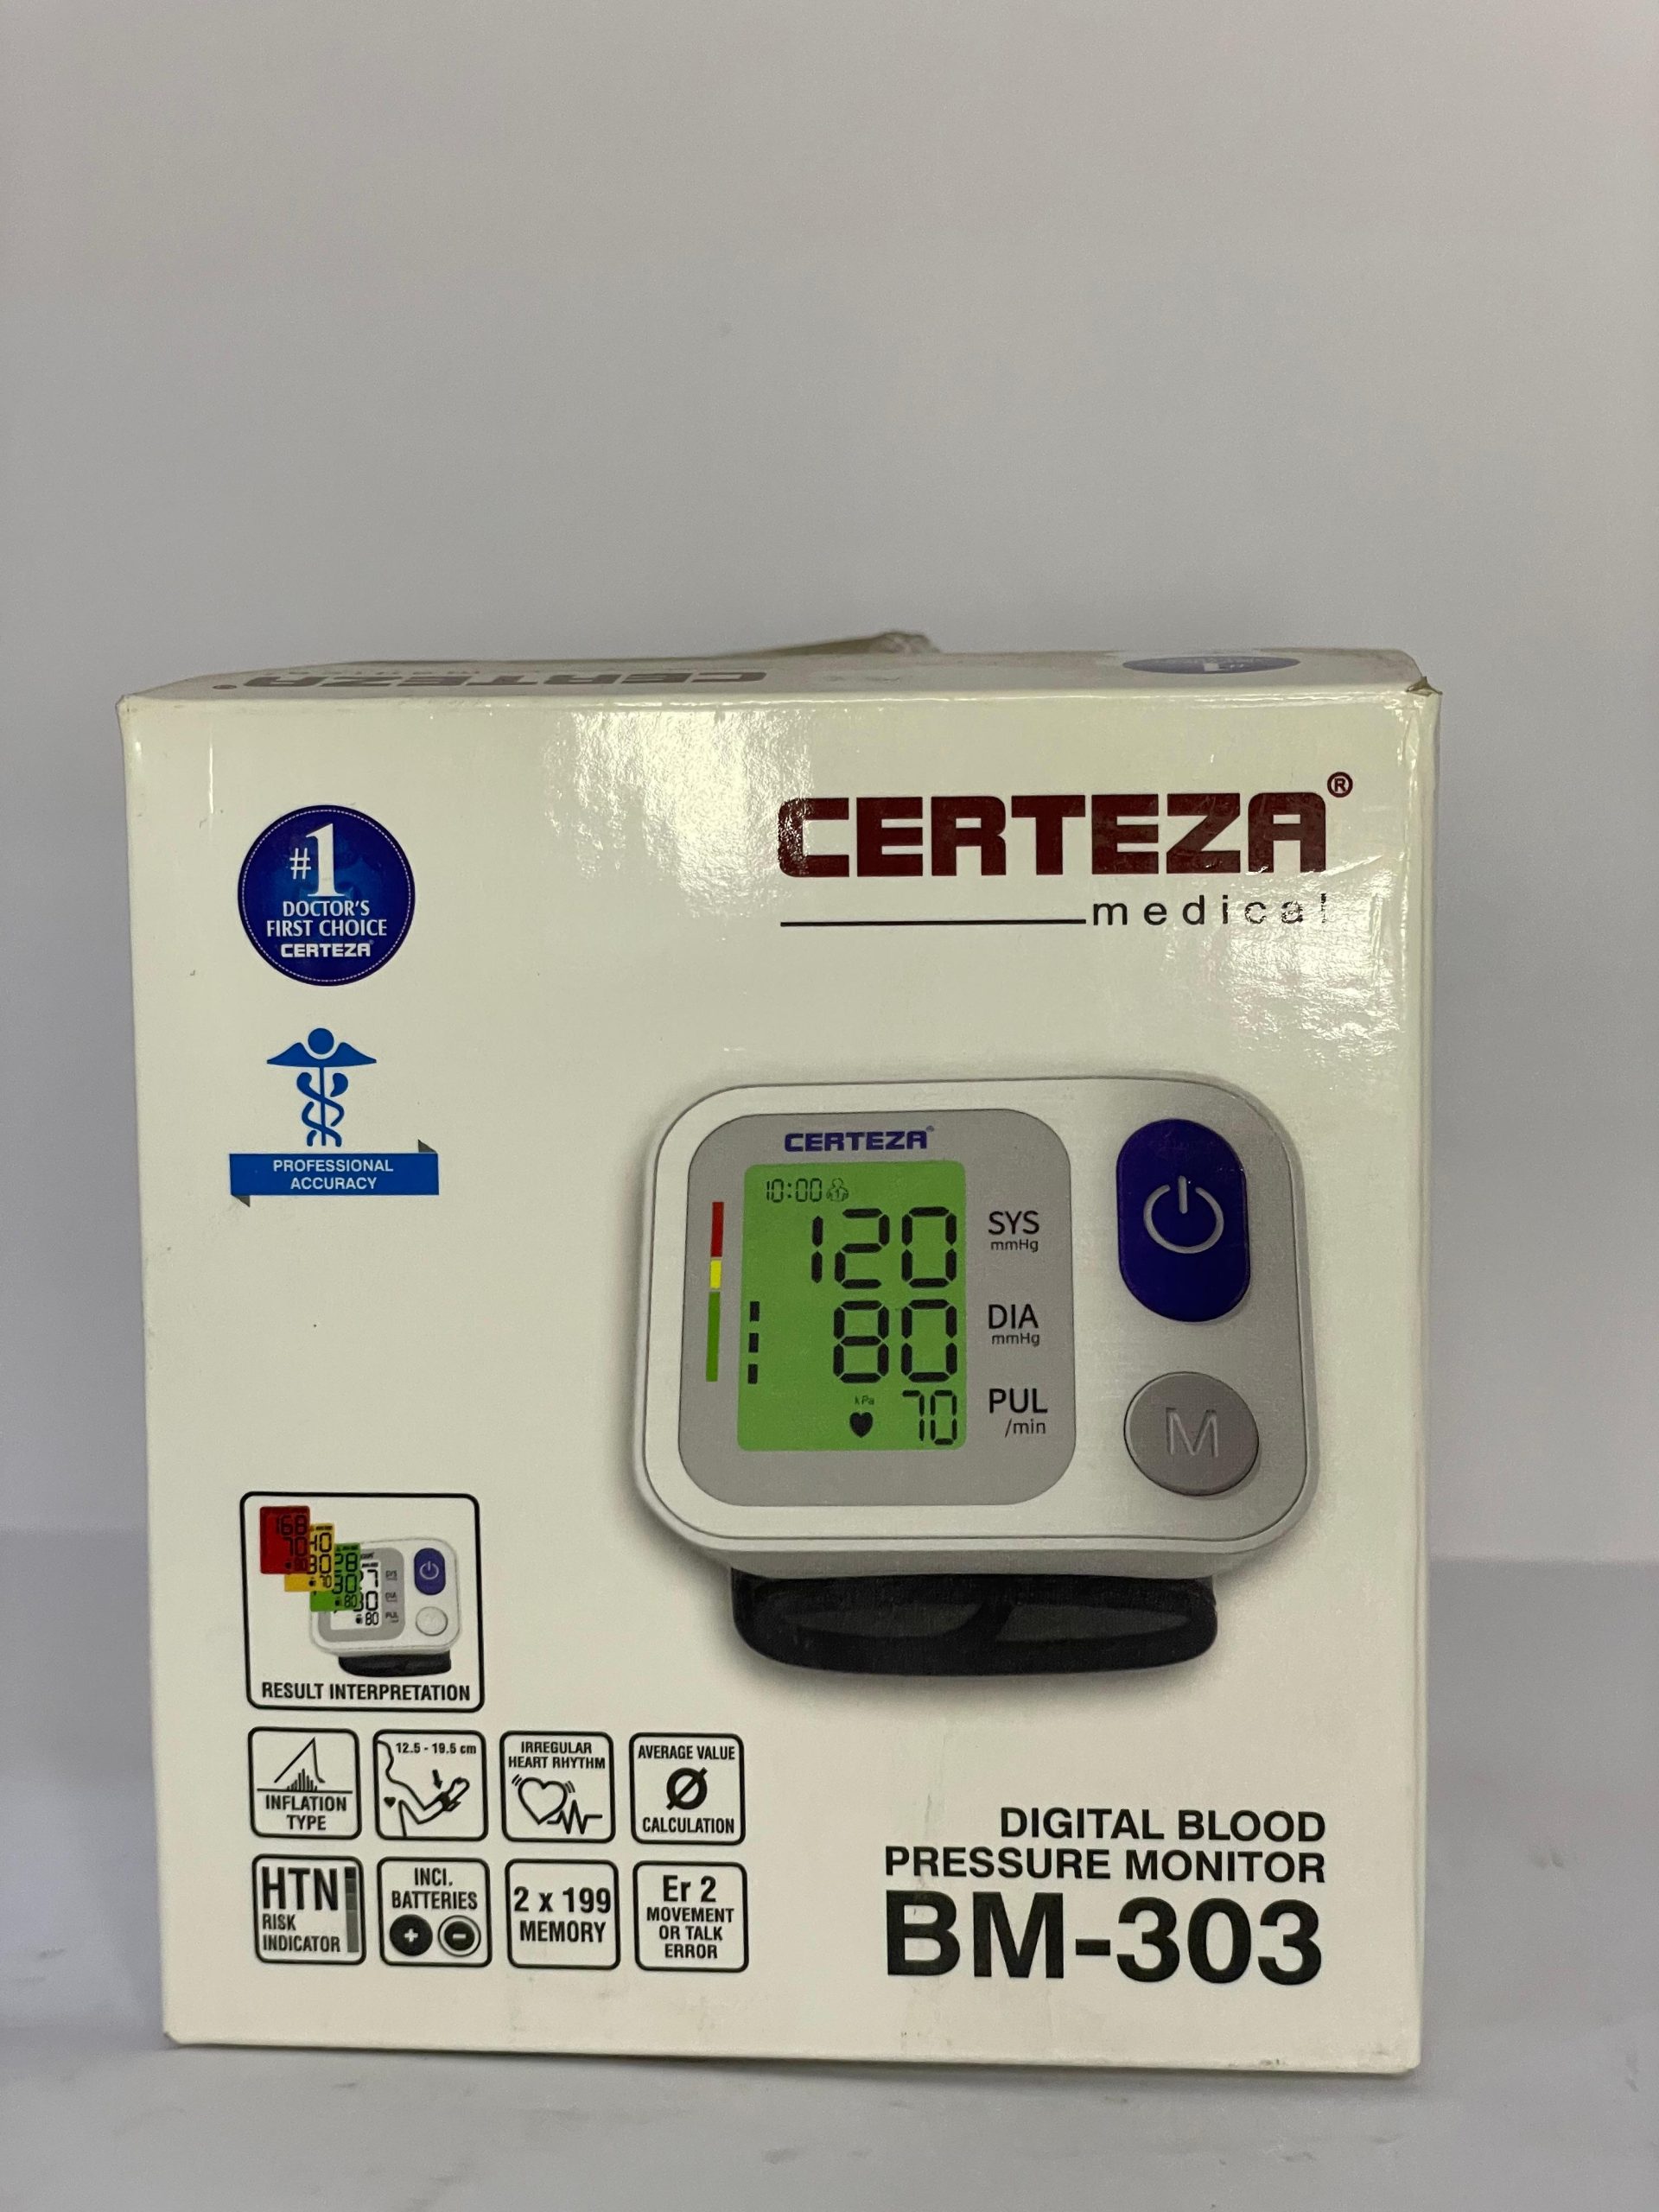 CERTEZA
#1
DOCTOR'S
FIRST CHOICE
CERTEZA
CERTEZA®
medical
PROFESSIONAL
ACCURACY
CERTEZA®
10:00
120
SYS
mmHg
80
DIA
mmHg
kPa
70
PUL
/min
M
168
80
RESULT INTERPRETATION
INFLATION
TYPE
12.5 - 19.5 cm
IRREGULAR
HEART RHYTHM
AVERAGE VALUE
Ø
CALCULATION
HTN
RISK
INDICATOR
INCl.
BATTERIES
2 x 199
MEMORY
Er 2
MOVEMENT
OR TALK
ERROR
DIGITAL BLOOD
PRESSURE MONITOR
BM-303